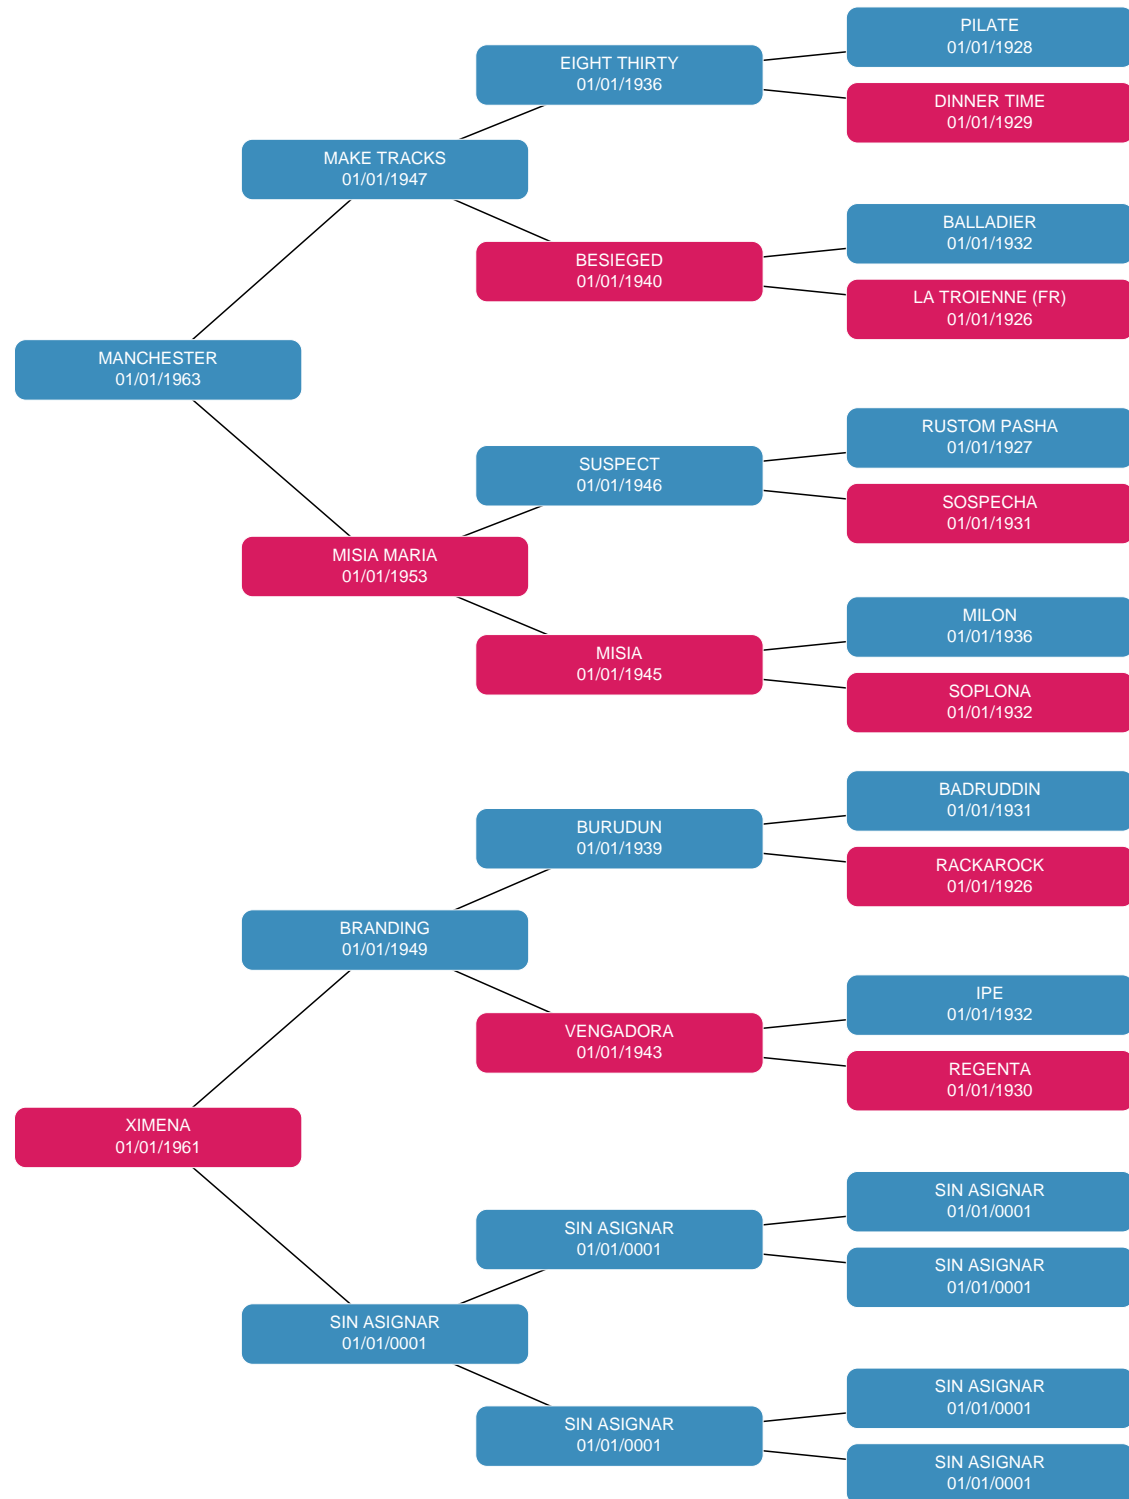 PILATE
01/01/1928
EIGHT THIRTY
01/01/1936
DINNER TIME
01/01/1929
MAKE TRACKS
01/01/1947
BALLADIER
01/01/1932
BESIEGED
01/01/1940
LA TROIENNE (FR)
01/01/1926
MANCHESTER
01/01/1963
RUSTOM PASHA
01/01/1927
SUSPECT
01/01/1946
SOSPECHA
01/01/1931
MISIA MARIA
01/01/1953
MILON
01/01/1936
MISIA
01/01/1945
SOPLONA
01/01/1932
BADRUDDIN
01/01/1931
BURUDUN
01/01/1939
RACKAROCK
01/01/1926
BRANDING
01/01/1949
IPE
01/01/1932
VENGADORA
01/01/1943
REGENTA
01/01/1930
XIMENA
01/01/1961
SIN ASIGNAR
01/01/0001
SIN ASIGNAR
01/01/0001
SIN ASIGNAR
01/01/0001
SIN ASIGNAR
01/01/0001
SIN ASIGNAR
01/01/0001
SIN ASIGNAR
01/01/0001
SIN ASIGNAR
01/01/0001